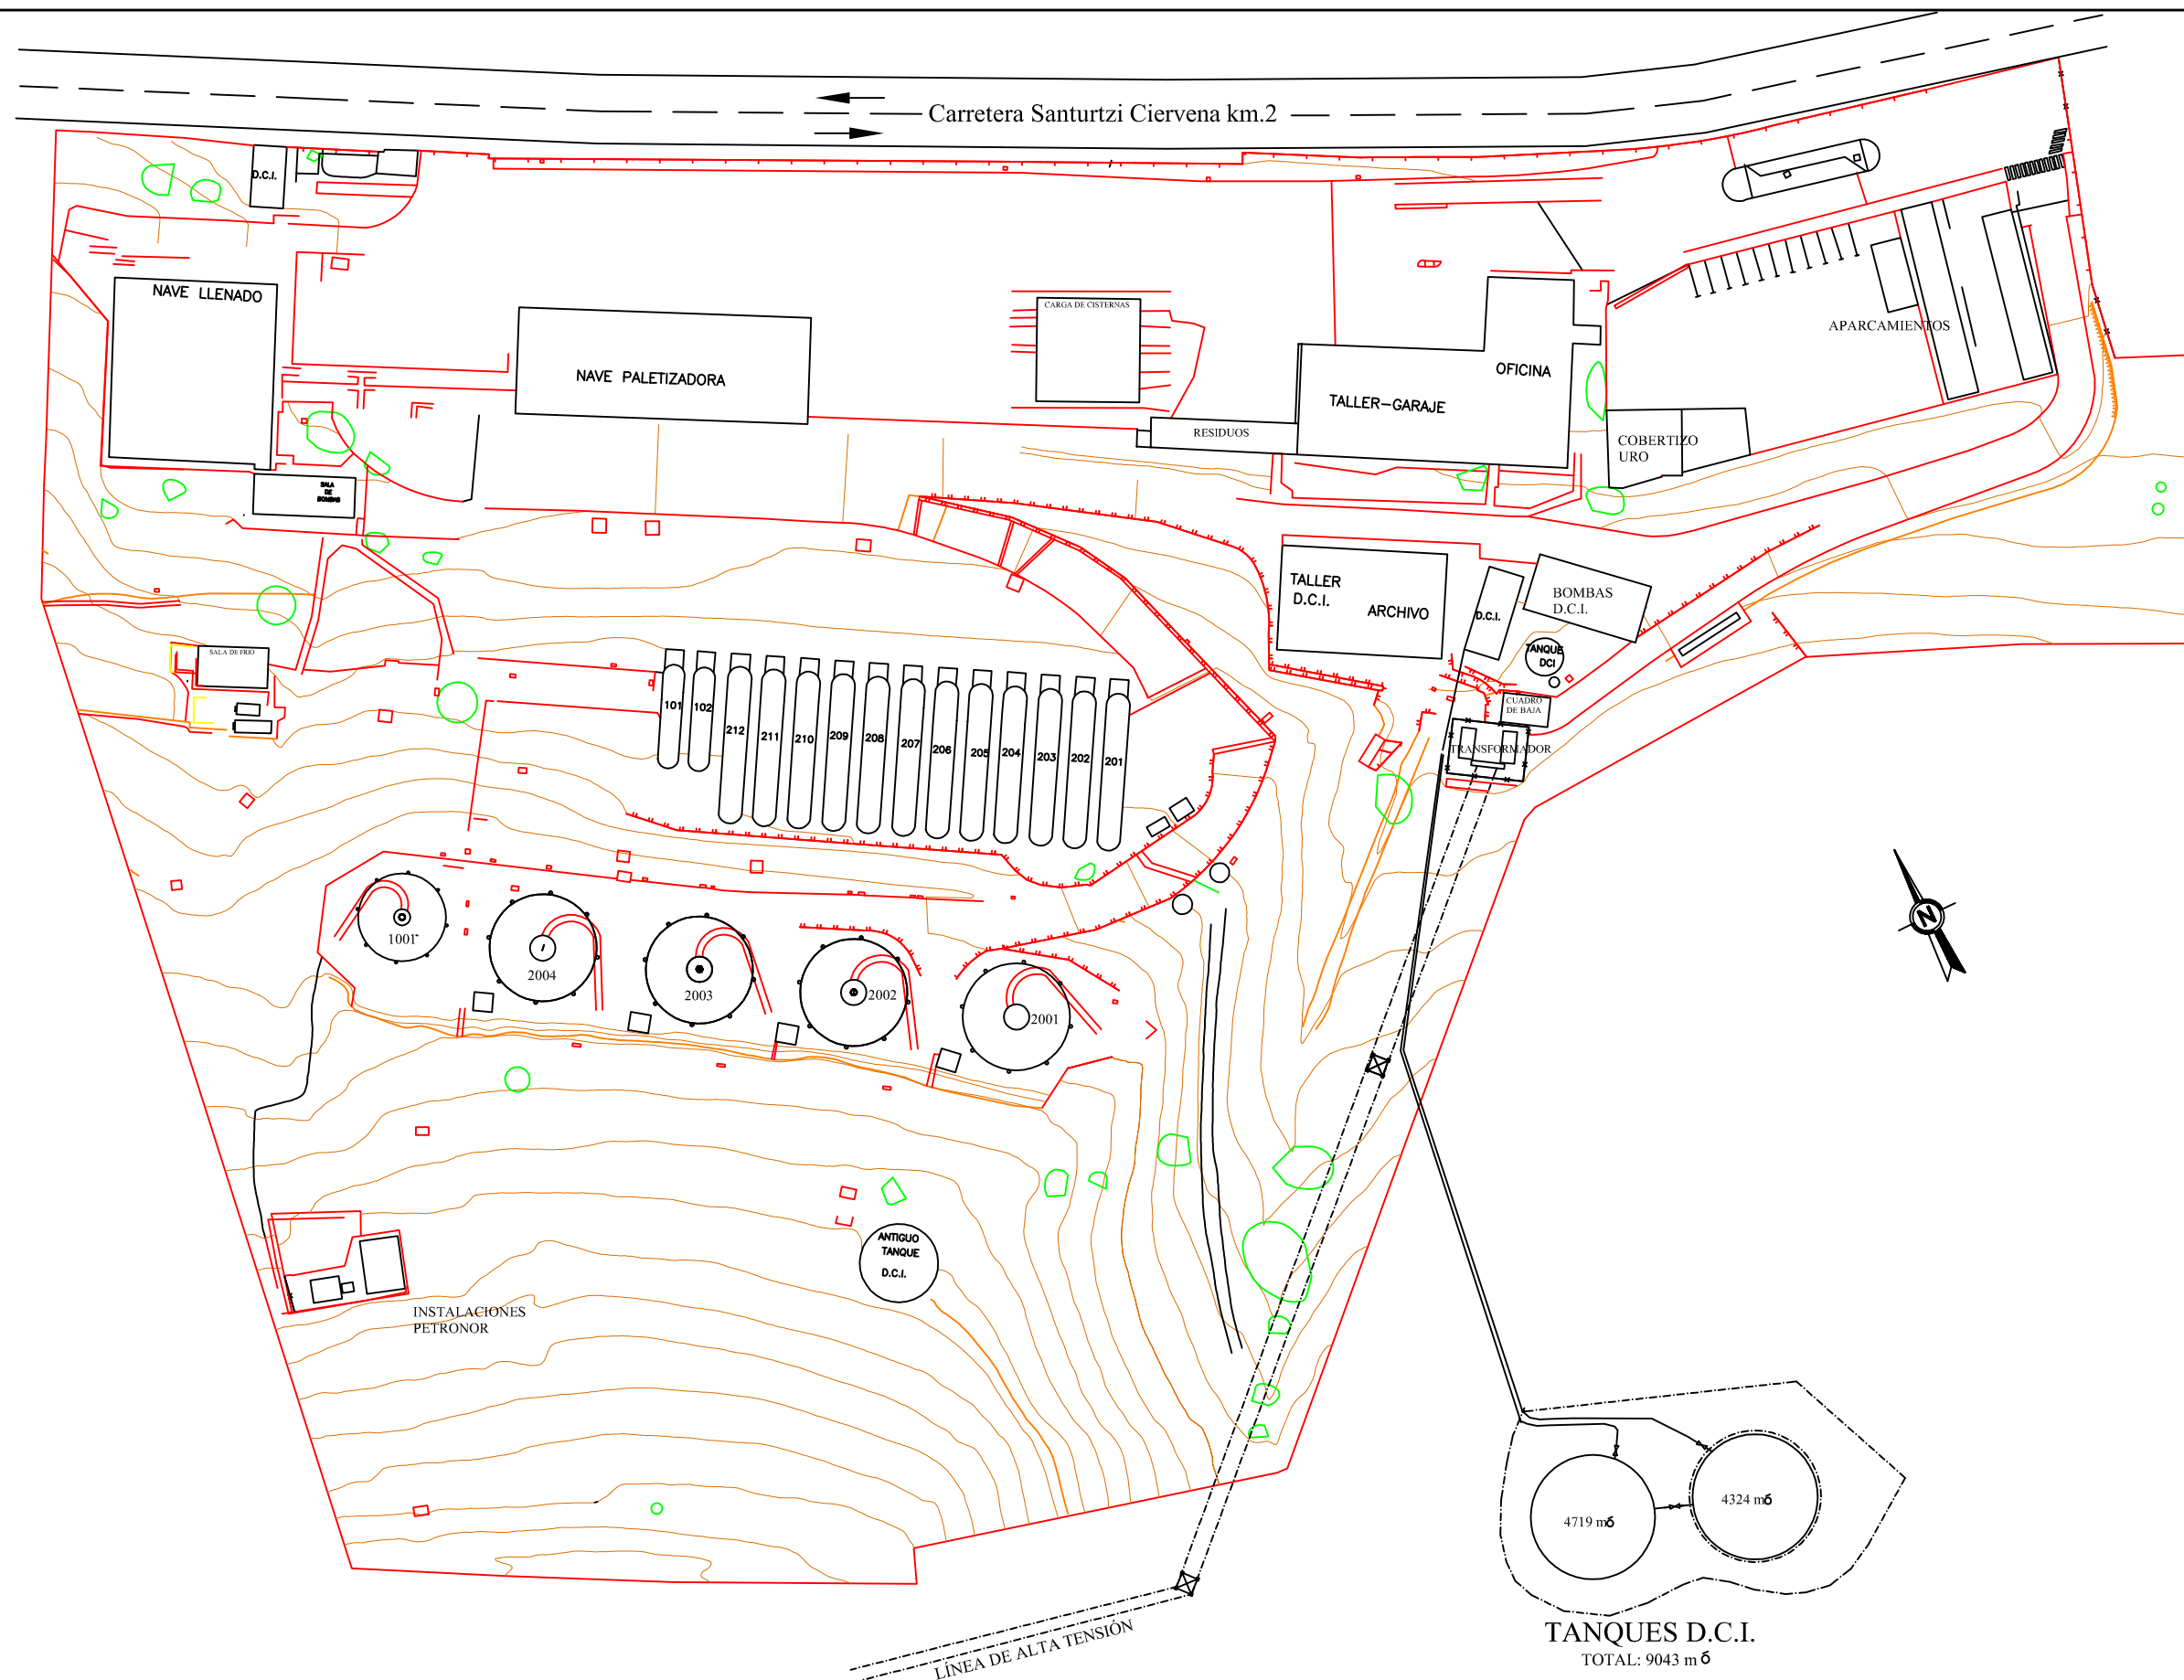 Carretera Santurtzi Ciervena km.2
D.C.I.
NAVE LLENADO
CARGA DE CISTERNAS
APARCAMIENTOS
NAVE PALETIZADORA
OFICINA
TALLER-GARAJE
RESIDUOS
COBERTIZO
URO
SALA
DE
BOMBAS
TALLER
D.C.I.
ARCHIVO
D.C.I.
BOMBAS
D.C.I.
TANQUE
DCI
SALA DE FRIO
CUADRO
DE BAJA
TRANSFORMADOR
101
102
212
211
210
209
208
207
206
205
204
203
202
201
1001
2004
2003
2002
2001
N
ANTIGUO
TANQUE
D.C.I.
INSTALACIONES
PETRONOR
4719 mó
4324 mó
TANQUES D.C.I.
TOTAL: 9043 m ó
LÍNEA DE ALTA TENSIÓN